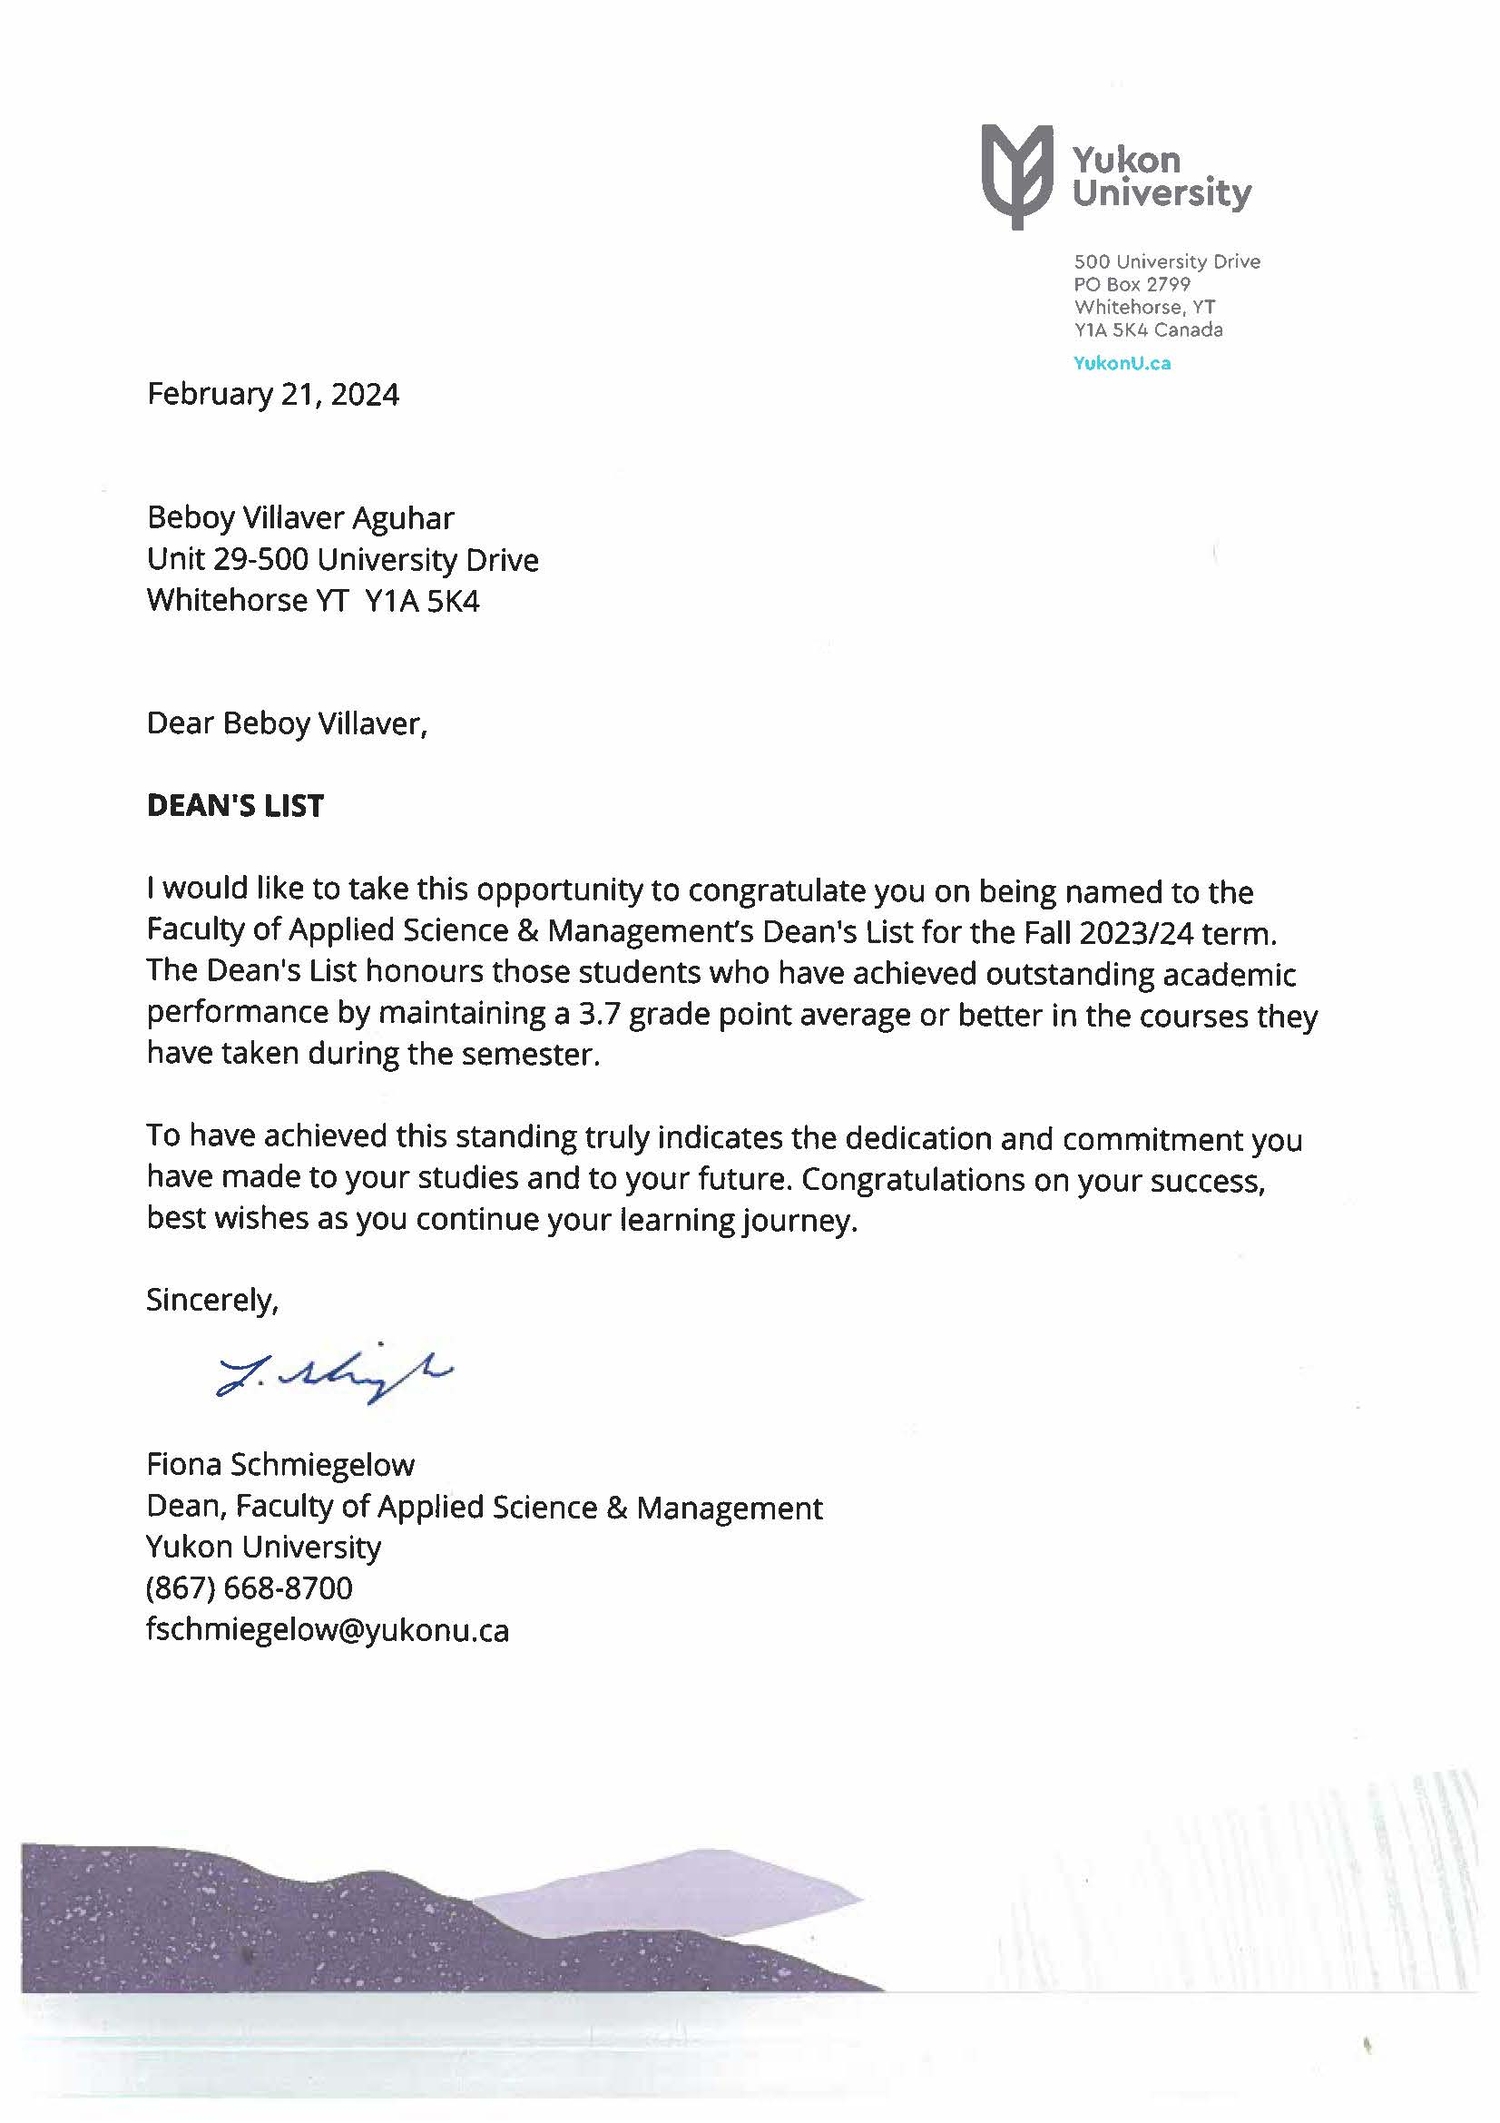 Yukon
University
500 University Drive
PO Box 2799
Whitehorse, YT
Y1A 5K4 Canada
YukonU.ca
February 21, 2024
Beboy Villaver Aguhar
Unit 29-500 University Drive
Whitehorse YT Y1A 5K4
Dear Beboy Villaver,
DEAN'S LIST
I would like to take this opportunity to congratulate you on being named to the
Faculty of Applied Science & Management's Dean's List for the Fall 2023/24 term.
The Dean's List honours those students who have achieved outstanding academic
performance by maintaining a 3.7 grade point average or better in the courses they
have taken during the semester.
To have achieved this standing truly indicates the dedication and commitment you
have made to your studies and to your future. Congratulations on your success,
best wishes as you continue your learning journey.
Sincerely,
Fiona Schmiegelow
Dean, Faculty of Applied Science & Management
Yukon University
(867) 668-8700
fschmiegelow@yukonu.ca